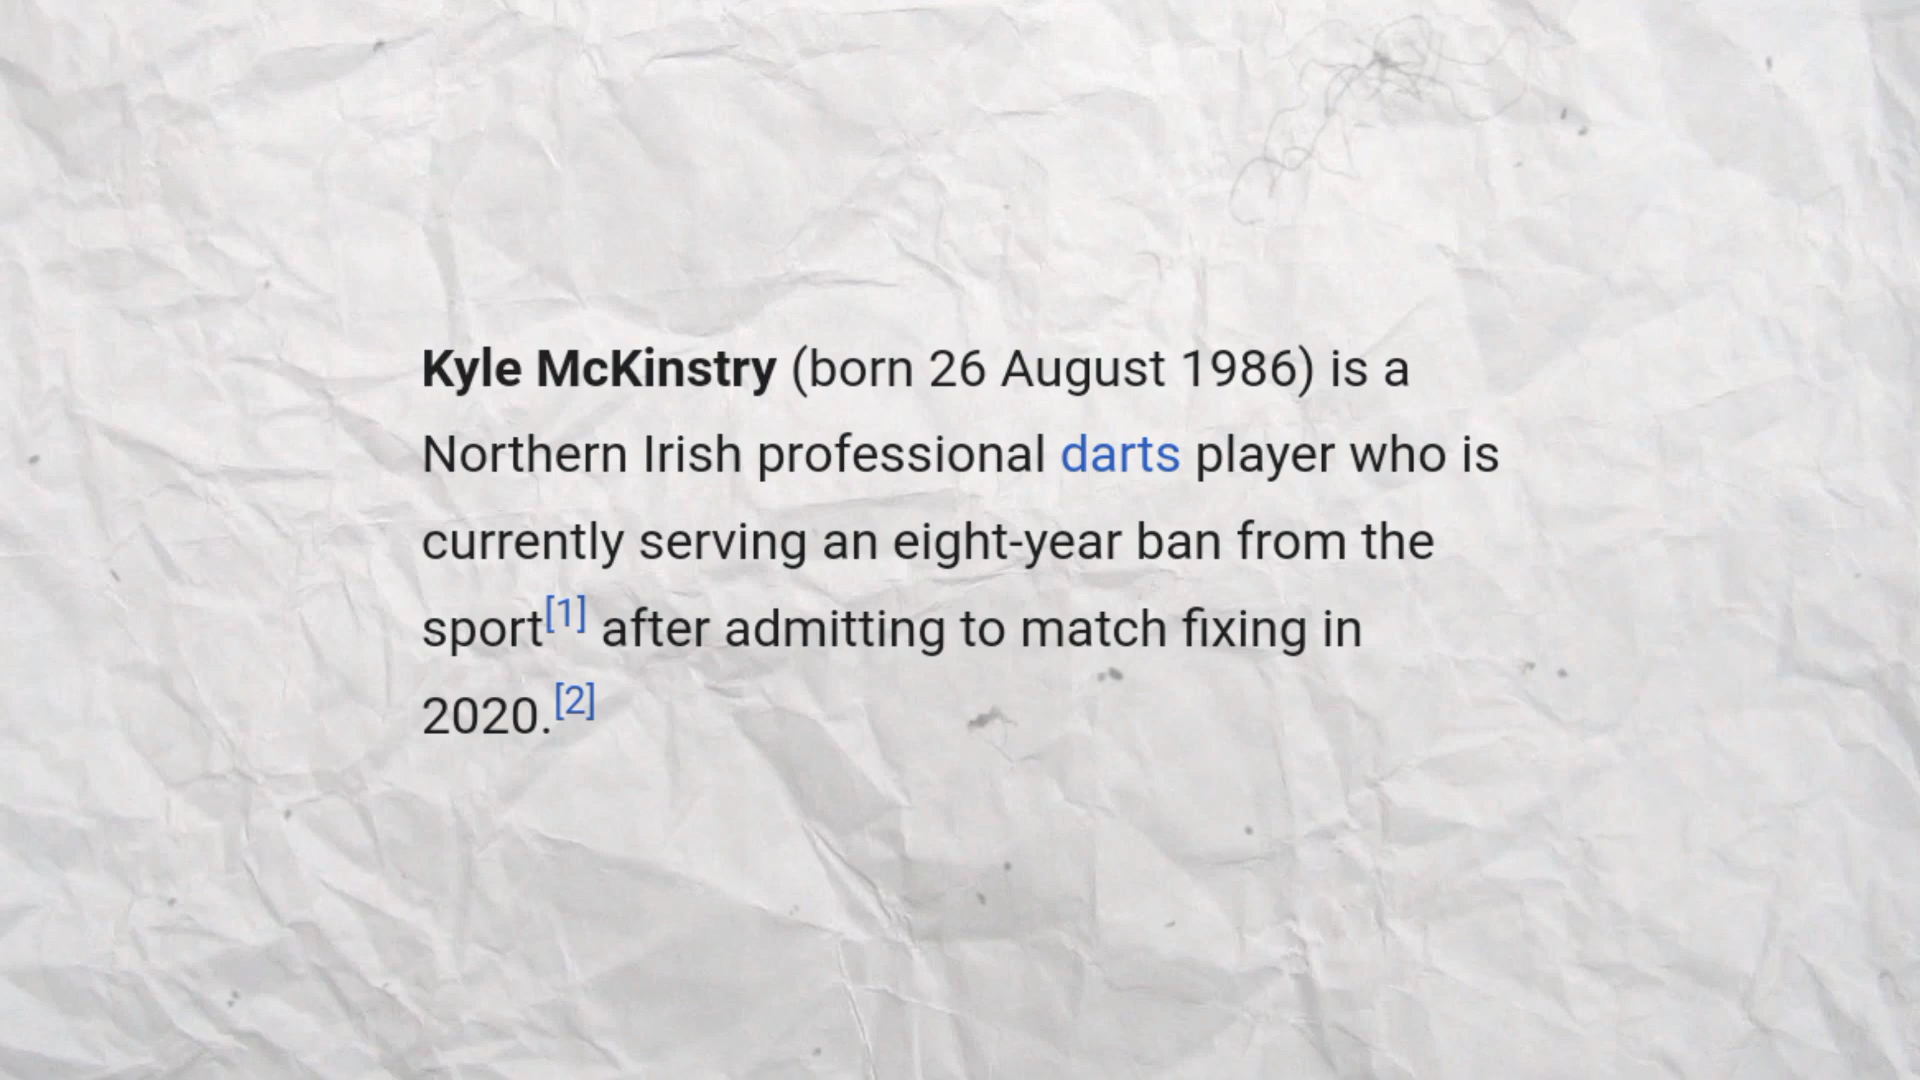 Kyle McKinstry (born 26 August 1986) is a
Northern Irish professional darts player who is
currently serving an eight-year ban from the
sport[1] after admitting to match fixing in
2020.[2]